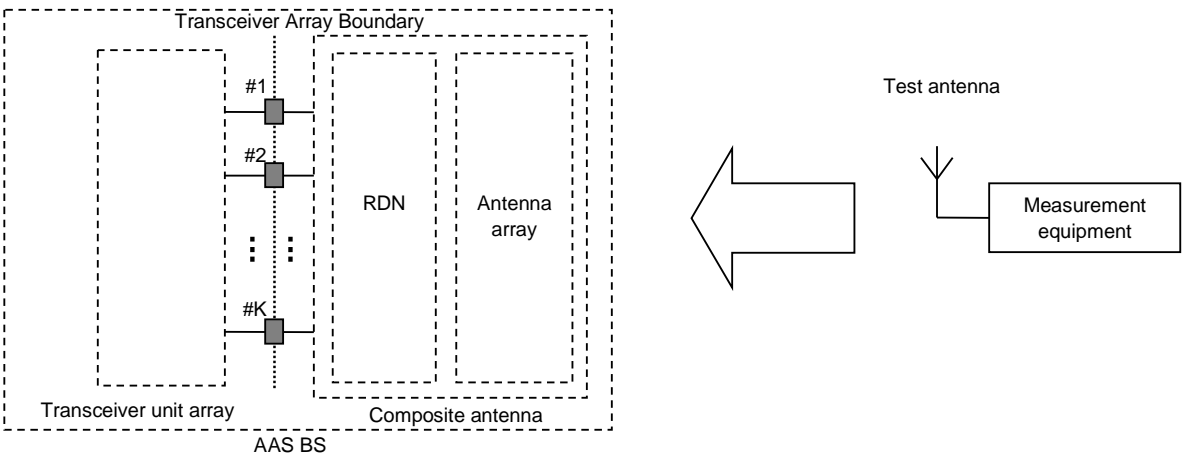 Transceiver Array Boundary
#1
#2
#K
RDN
Antenna
array
Transceiver unit array
Composite antenna
AAS BS
Test antenna
Measurement
equipment